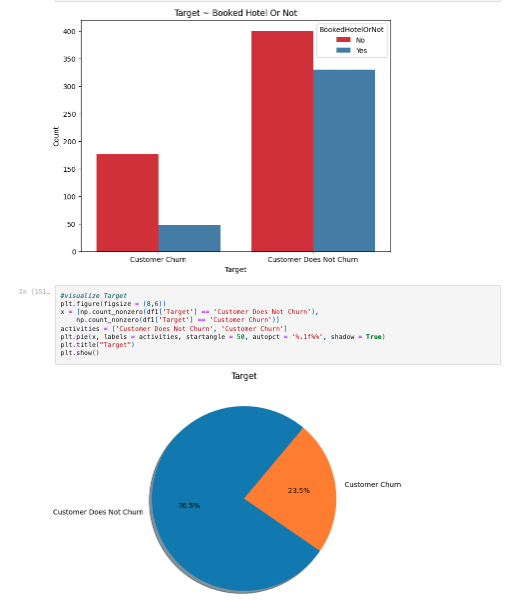 Target ~ Booked Hotel Or Not
BookedHotelOrNot
No
Yes
400
350
300
250
200
150
100
50
0
Count
Customer Churn
Customer Does Not Churn
Target
In [151…
#visualize Target
plt.figure(figsize = (8,6))
x = [np.count_nonzero(df1['Target'] == 'Customer Does Not Churn'),
np.count_nonzero(df1['Target'] == 'Customer Churn')]
activities = ['Customer Does Not Churn', 'Customer Churn']
plt.pie(x, labels = activities, startangle = 50, autopct = '%.1f%%', shadow = True)
plt.title("Target")
plt.show()
Target
Customer Churn
23.5%
76.5%
Customer Does Not Churn